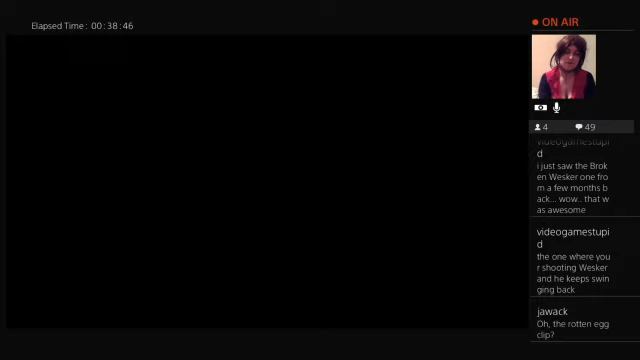 Elapsed Time : 00 : 38 : 46
ON AIR
4 49
videogamestupi
d
i just saw the Brok
en Wesker one fro
m a few months b
ack... wow.. that w
as awesome
videogamestupi
d
the one where you
r shooting Wesker
and he keeps swin
ging back
jawack
Oh, the rotten egg
clip?